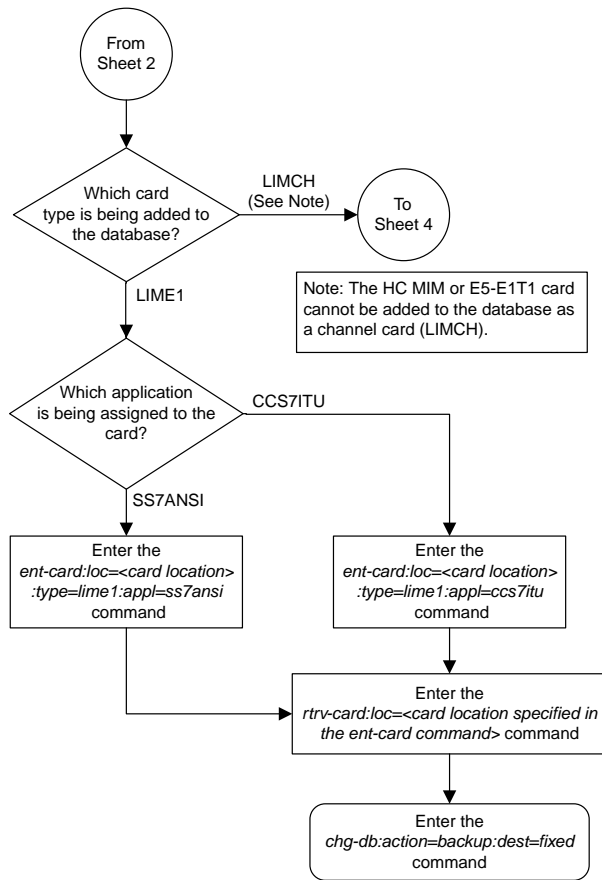 From
Sheet 2
Which card
type is being added to
the database?
LIMCH
(See Note)
To
Sheet 4
LIME1
Note: The HC MIM or E5-E1T1 card
cannot be added to the database as
a channel card (LIMCH).
Which application
is being assigned to the
card?
CCS7ITU
SS7ANSI
Enter the
ent-card:loc=<card location>
:type=lime1:appl=ss7ansi
command
Enter the
ent-card:loc=<card location>
:type=lime1:appl=ccs7itu
command
Enter the
rtrv-card:loc=<card location specified in
the ent-card command> command
Enter the
chg-db:action=backup:dest=fixed
command